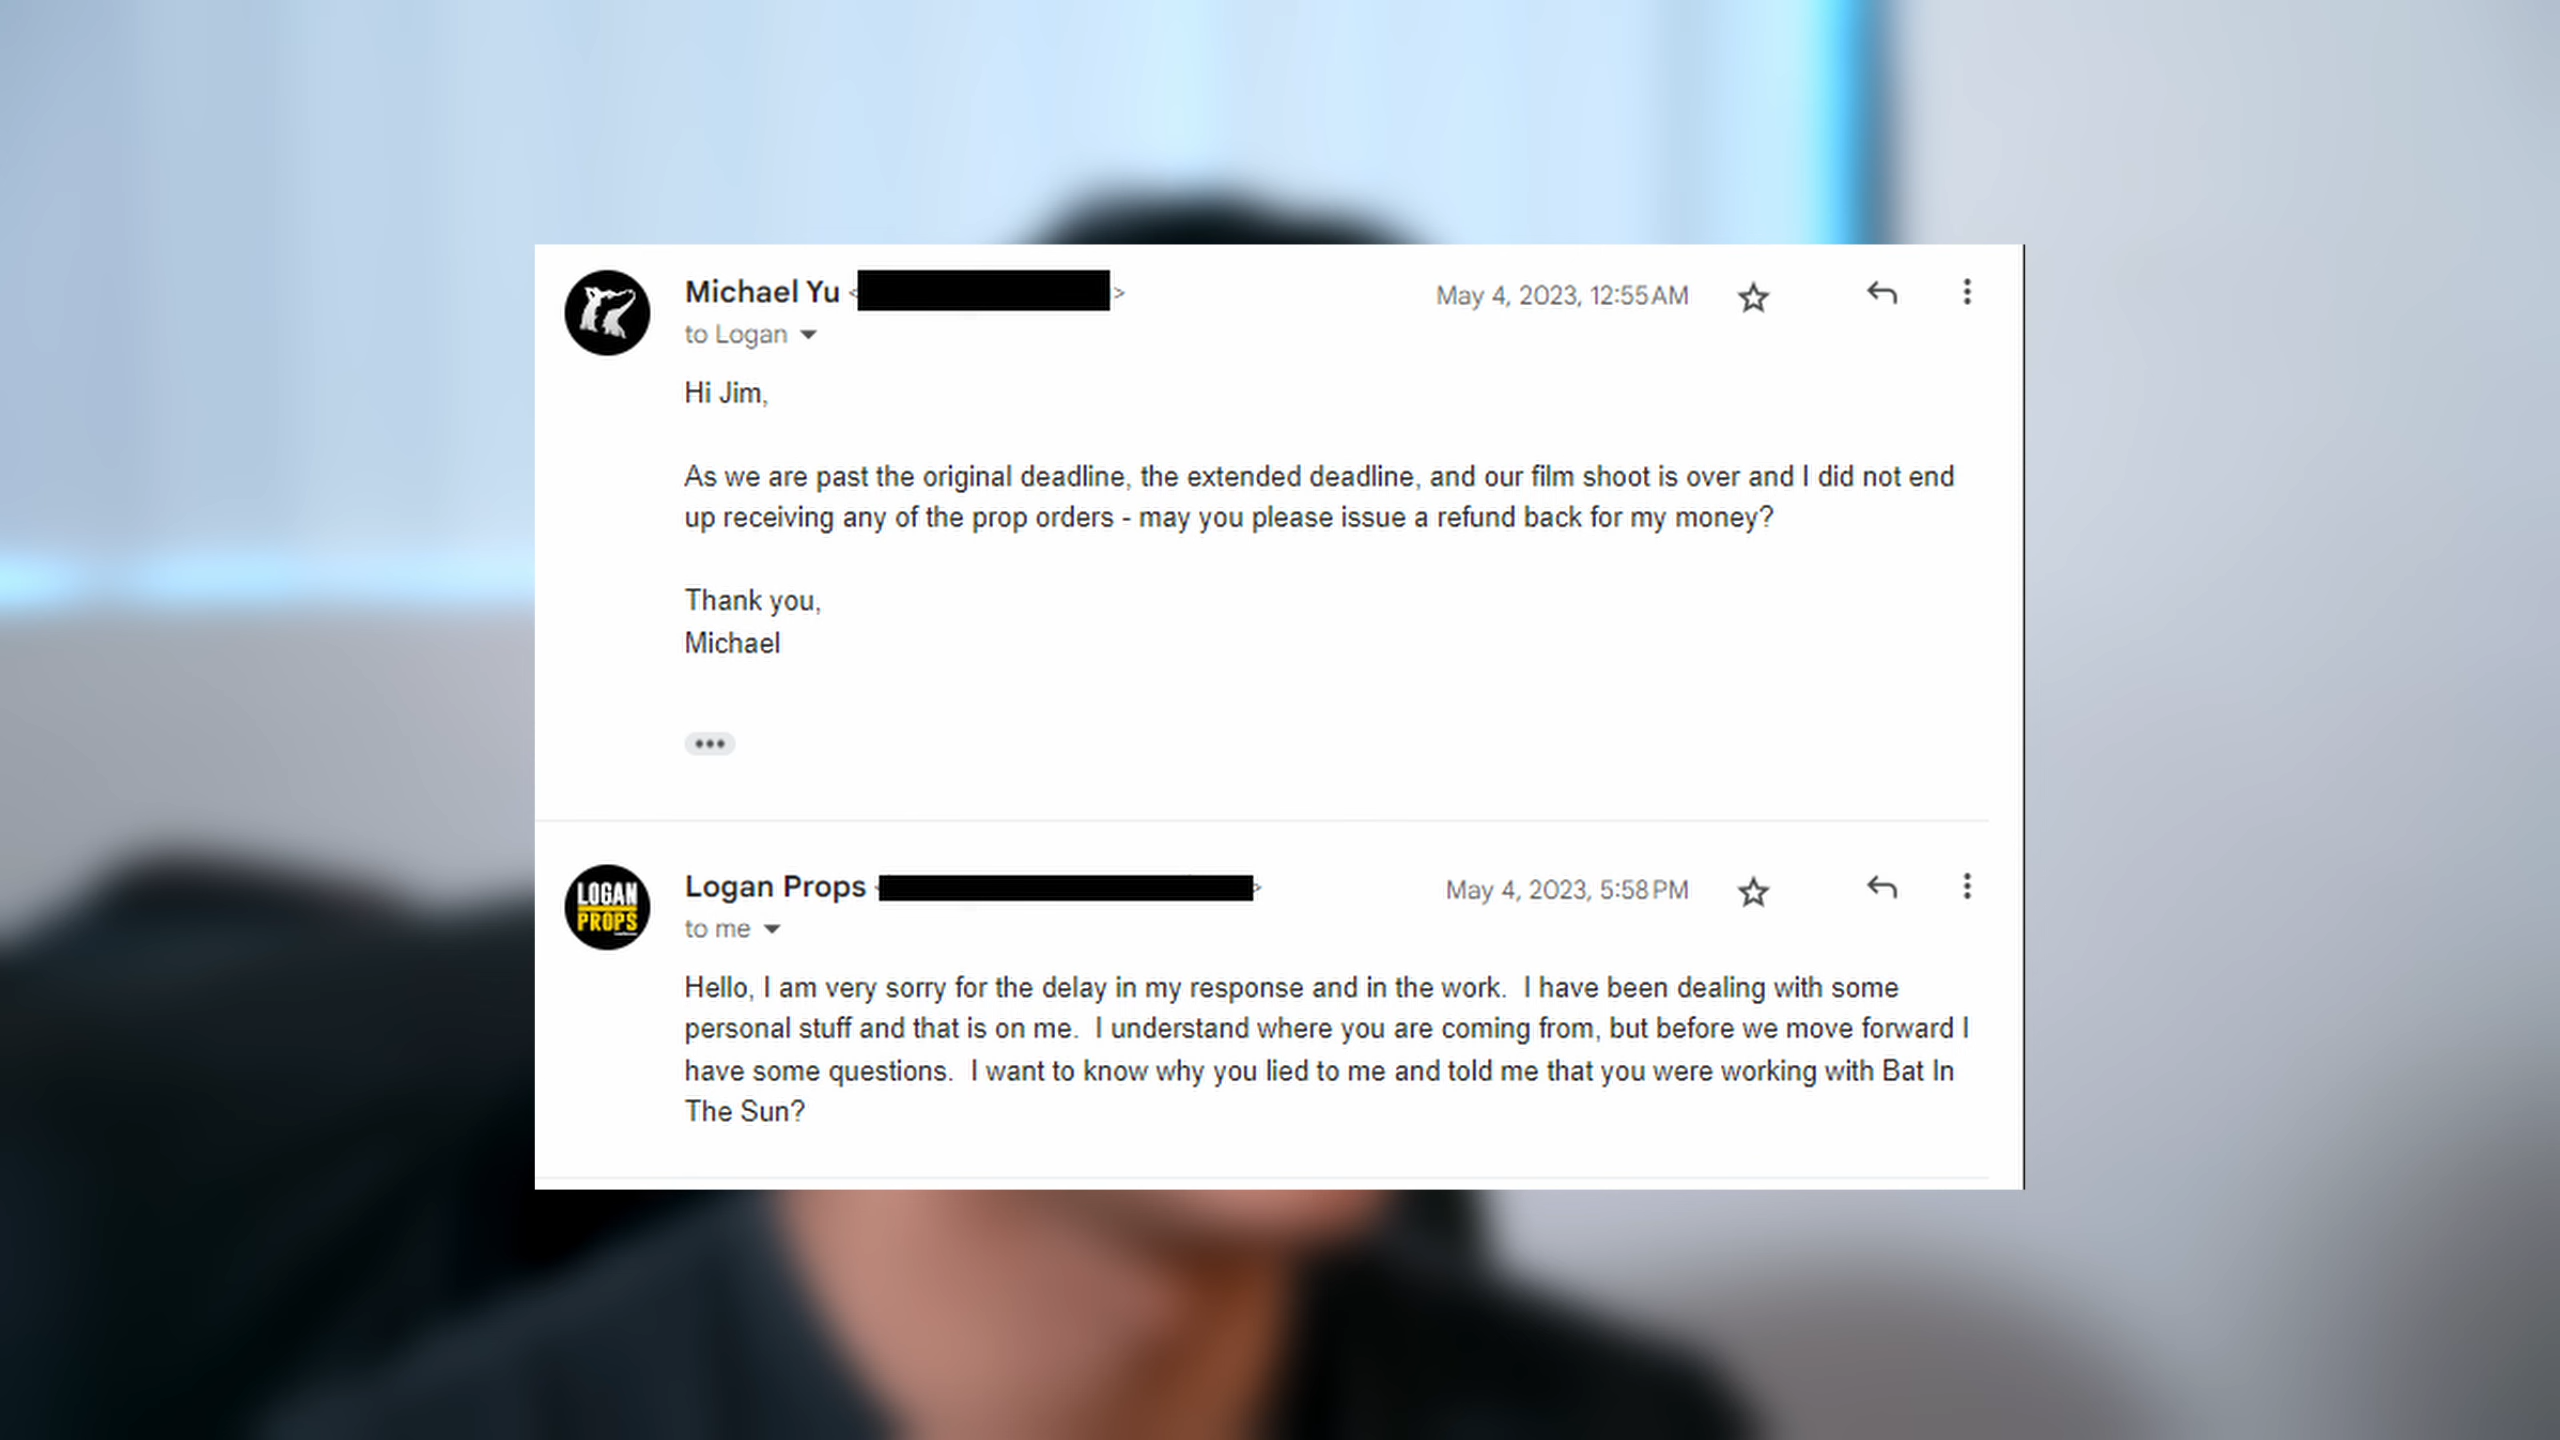 Michael Yu < >
May 4, 2023, 12:55 AM
to Logan
Hi Jim,
As we are past the original deadline, the extended deadline, and our film shoot is over and I did not end
up receiving any of the prop orders - may you please issue a refund back for my money?
Thank you,
Michael
LOGAN
PROPS
Logan Props < >
May 4, 2023, 5:58 PM
to me
Hello, I am very sorry for the delay in my response and in the work.  I have been dealing with some
personal stuff and that is on me.  I understand where you are coming from, but before we move forward I
have some questions.  I want to know why you lied to me and told me that you were working with Bat In
The Sun?